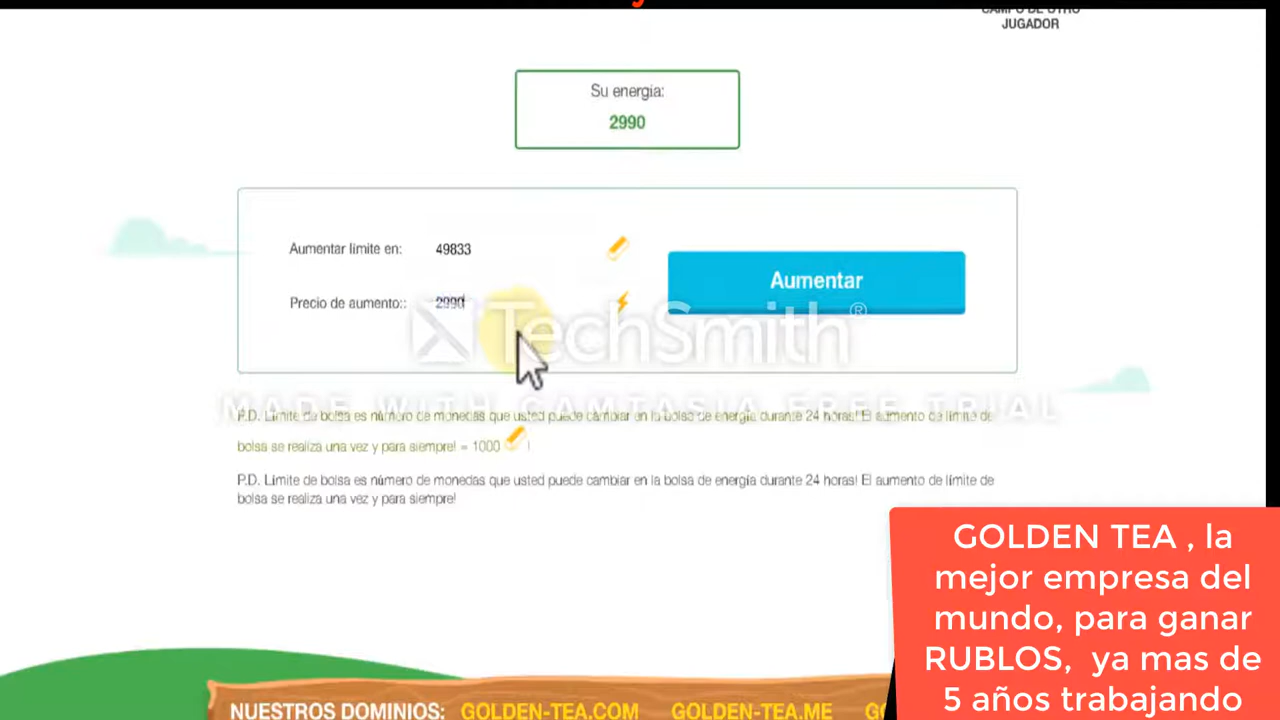 CAMPO DE OTRO
JUGADOR
Su energia:
2990
Aumentar limite en: 49833
Aumentar
Precio de aumento:: 2990
TechSmith®
MADE WITH CAMTASIA FREE TRIAL
P.D. Límite de bolsa es número de monedas que usted puede cambiar en la bolsa de energía durante 24 horas! El aumento de límite de
bolsa se realiza una vez y para siempre! = 1000 !
P.D. Límite de bolsa es número de monedas que usted puede cambiar en la bolsa de energía durante 24 horas! El aumento de límite de
bolsa se realiza una vez y para siempre!
GOLDEN TEA , la
mejor empresa del
mundo, para ganar
RUBLOS, ya mas de
5 años trabajando
NUESTROS DOMINIOS: GOLDEN-TEA.COM GOLDEN-TEA.ME